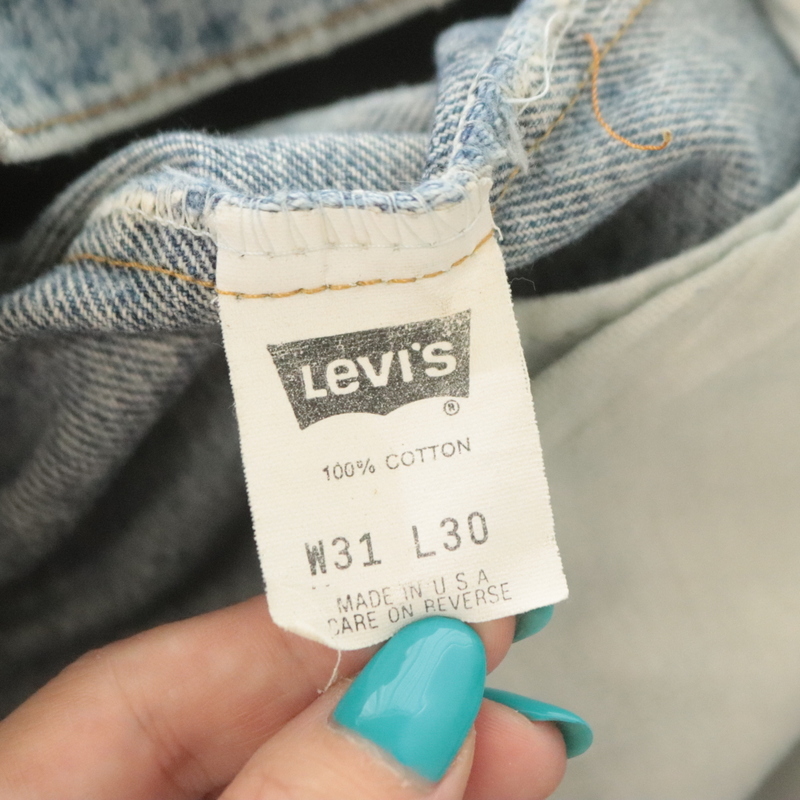 Levi's ®
100% COTTON
W31 L30
MADE IN U S A
CARE ON REVERSE